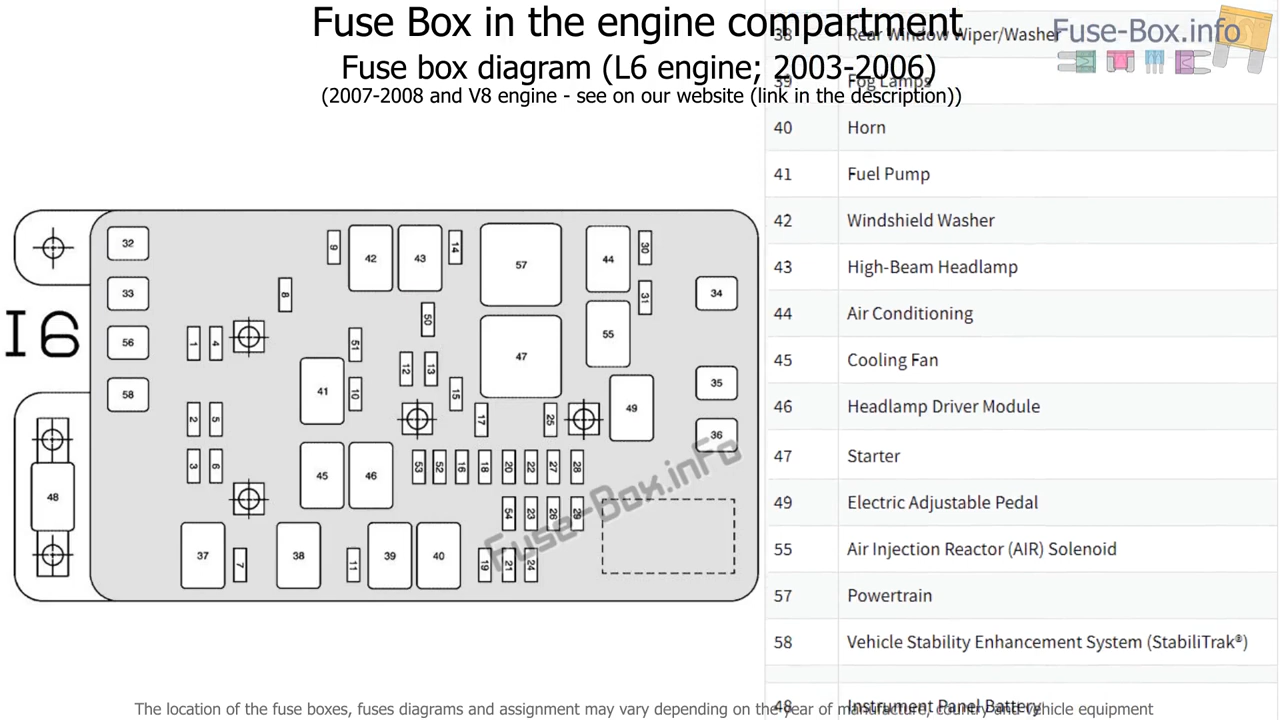 Fuse Box in the engine compartment
Fuse box diagram (L6 engine; 2003-2006)
(2007-2008 and V8 engine - see on our website (link in the description))
Fuse-Box.info
38 Rear Window Wiper/Washer
39 Fog Lamps
40 Horn
41 Fuel Pump
42 Windshield Washer
43 High-Beam Headlamp
44 Air Conditioning
45 Cooling Fan
46 Headlamp Driver Module
47 Starter
49 Electric Adjustable Pedal
55 Air Injection Reactor (AIR) Solenoid
57 Powertrain
58 Vehicle Stability Enhancement System (StabiliTrak®)
48 Instrument Panel Battery
I6
32
33
56
58
48
1 4
2 5
3 6
8
9 42 43 14
57
44 30
31
34
50
51
55
47
12 13
41 10
15
17
25
49
35
36
45 46
53 52 16 18 20 22 27 28
54 23 26 29
37 7 38 11 39 40 19 21 24
Fuse-Box.info
The location of the fuse boxes, fuses diagrams and assignment may vary depending on the year of manufacture, country and vehicle equipment